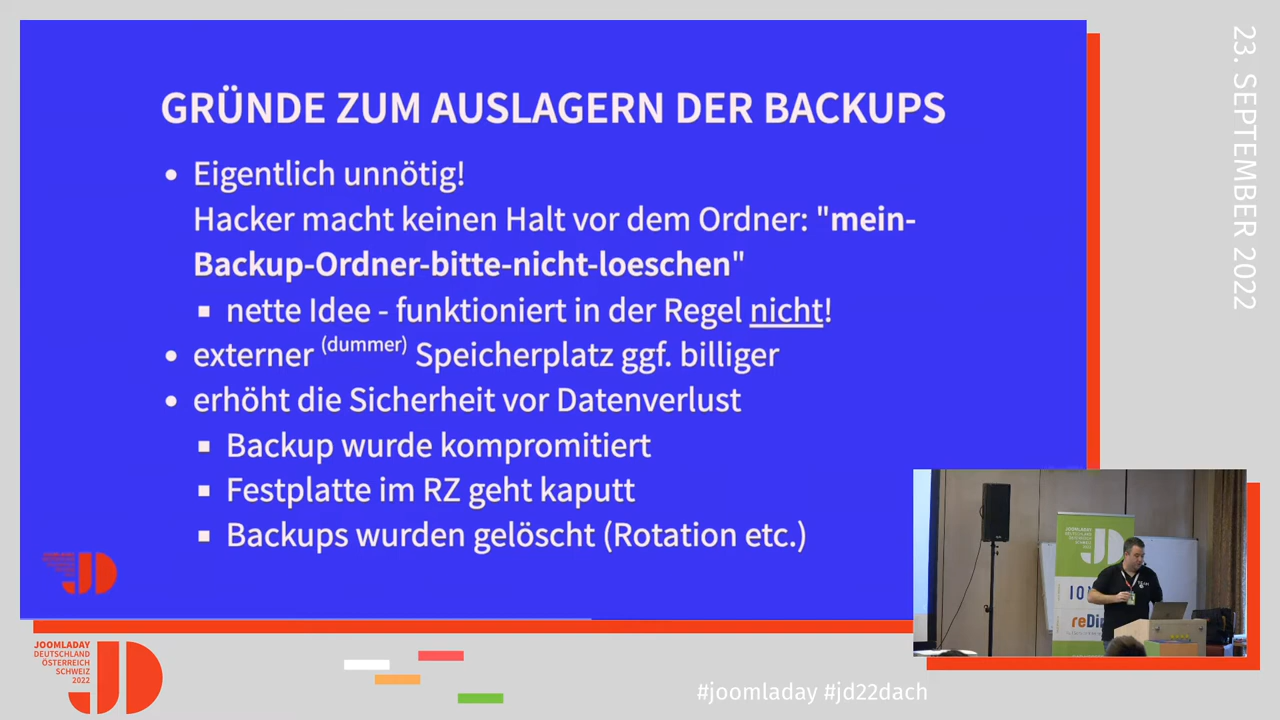 GRÜNDE ZUM AUSLAGERN DER BACKUPS
Eigentlich unnötig!
Hacker macht keinen Halt vor dem Ordner: "mein-
Backup-Ordner-bitte-nicht-loeschen"
nette Idee - funktioniert in der Regel nicht!
externer (dummer) Speicherplatz ggf. billiger
erhöht die Sicherheit vor Datenverlust
Backup wurde kompromitiert
Festplatte im RZ geht kaputt
Backups wurden gelöscht (Rotation etc.)
23. SEPTEMBER 2022
JOOMLADAY
DEUTSCHLAND
ÖSTERREICH
SCHWEIZ
2022
JD
#joomladay #jd22dach